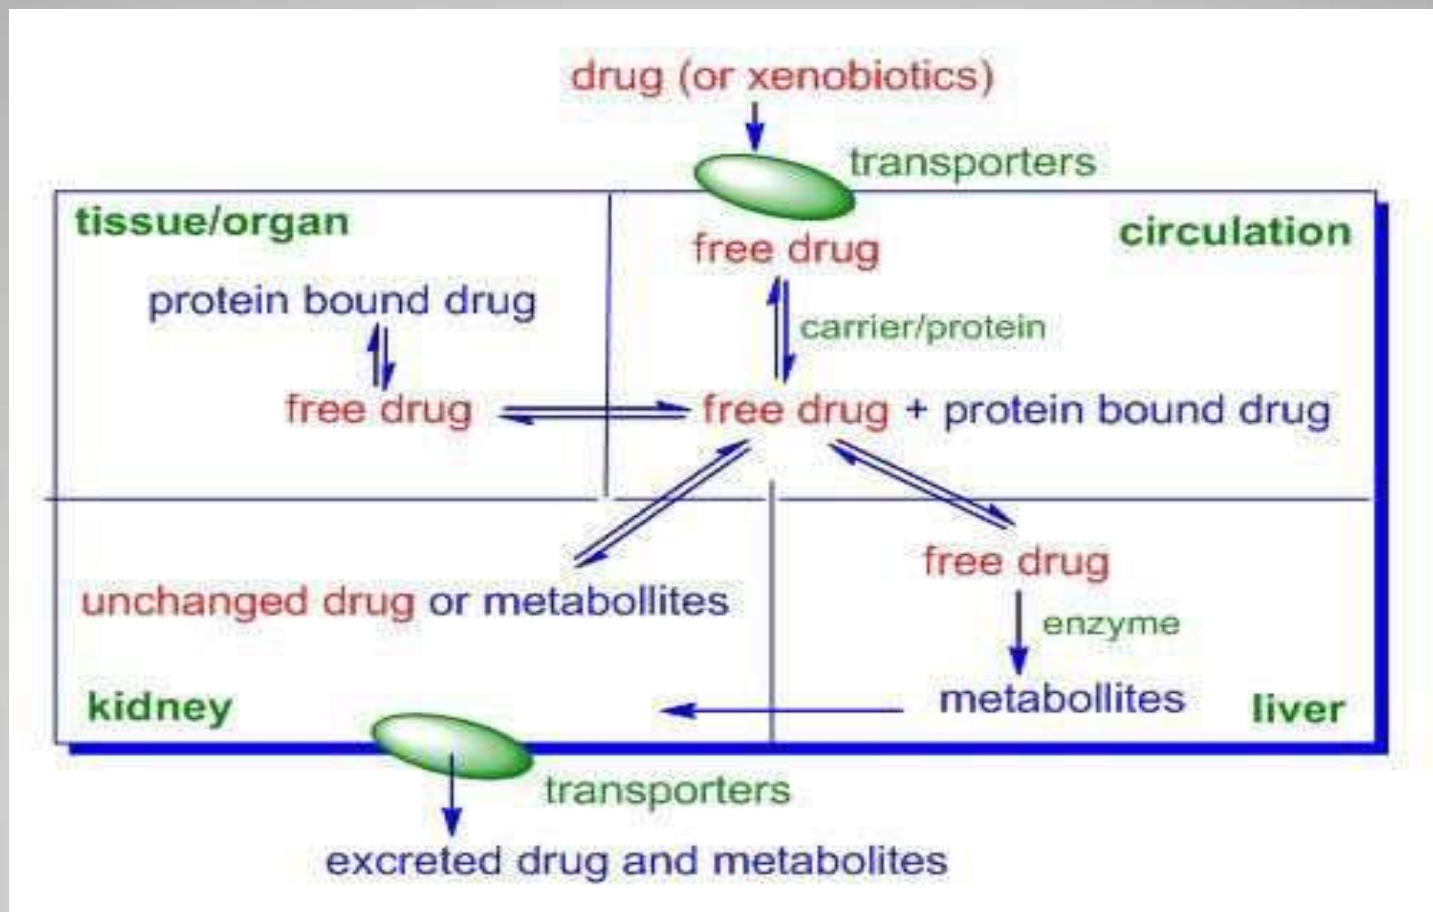 drug (or xenobiotics)
transporters
tissue/organ
circulation
free drug
protein bound drug
carrier/protein
free drug
free drug + protein bound drug
free drug
unchanged drug or metabollites
enzyme
metabollites
kidney
liver
transporters
excreted drug and metabolites